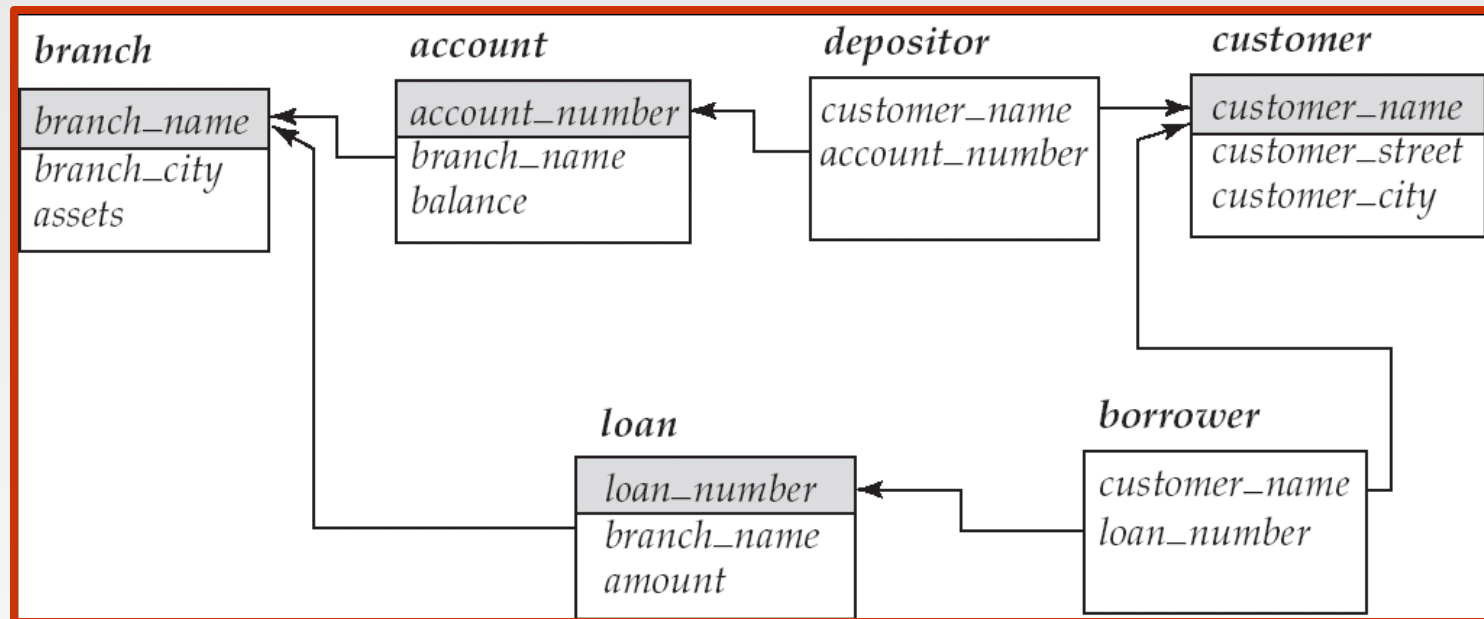 branch
branch_name
branch_city
assets
account
account_number
branch_name
balance
depositor
customer_name
account_number
customer
customer_name
customer_street
customer_city
loan
loan_number
branch_name
amount
borrower
customer_name
loan_number